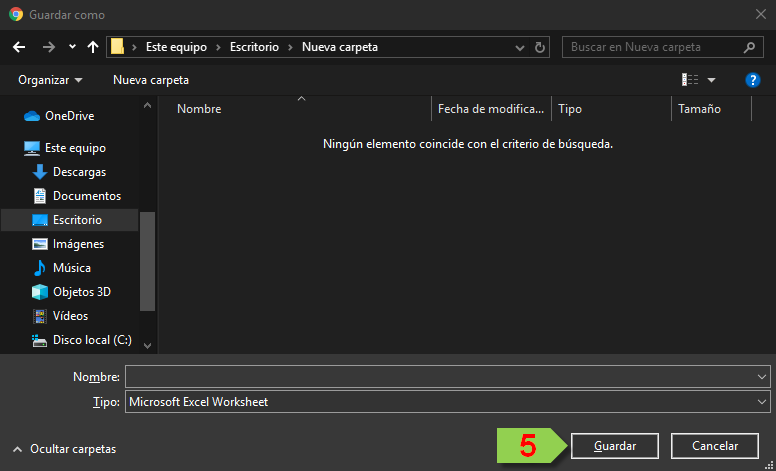 Guardar como
Este equipo > Escritorio > Nueva carpeta
Buscar en Nueva carpeta
Organizar Nueva carpeta ?
Nombre Fecha de modifica... Tipo Tamaño
Ningún elemento coincide con el criterio de búsqueda.
OneDrive
Este equipo
Descargas
Documentos
Escritorio
Imágenes
Música
Objetos 3D
Vídeos
Disco local (C:)
Nombre:
Tipo: Microsoft Excel Worksheet
Ocultar carpetas 5 Guardar Cancelar